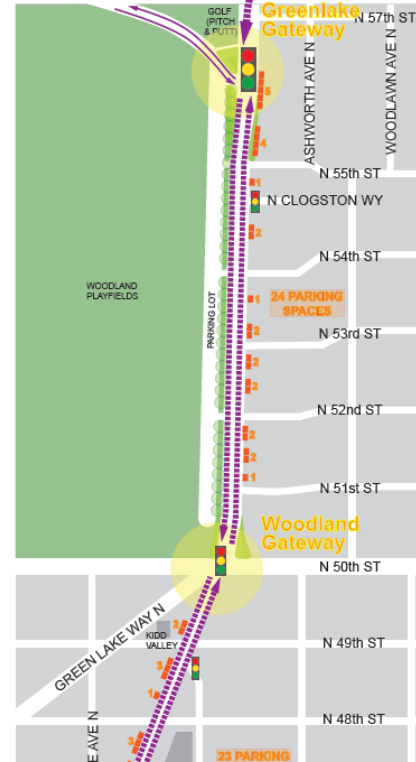 GOLF
(PITCH
& PUTT)
Greenlake
Gateway
N 57th ST
ASHWORTH AVE N
WOODLAWN AVE N
5
4
N 55th ST
1
N CLOGSTON WY
2
N 54th ST
WOODLAND
PLAYFIELDS
PARKING LOT
1
24 PARKING
SPACES
2
N 53rd ST
2
2
N 52nd ST
2
2
1
N 51st ST
Woodland
Gateway
N 50th ST
GREEN LAKE WAY N
2
KIDD
VALLEY
N 49th ST
3
1
N 48th ST
E AVE N
3
23 PARKING